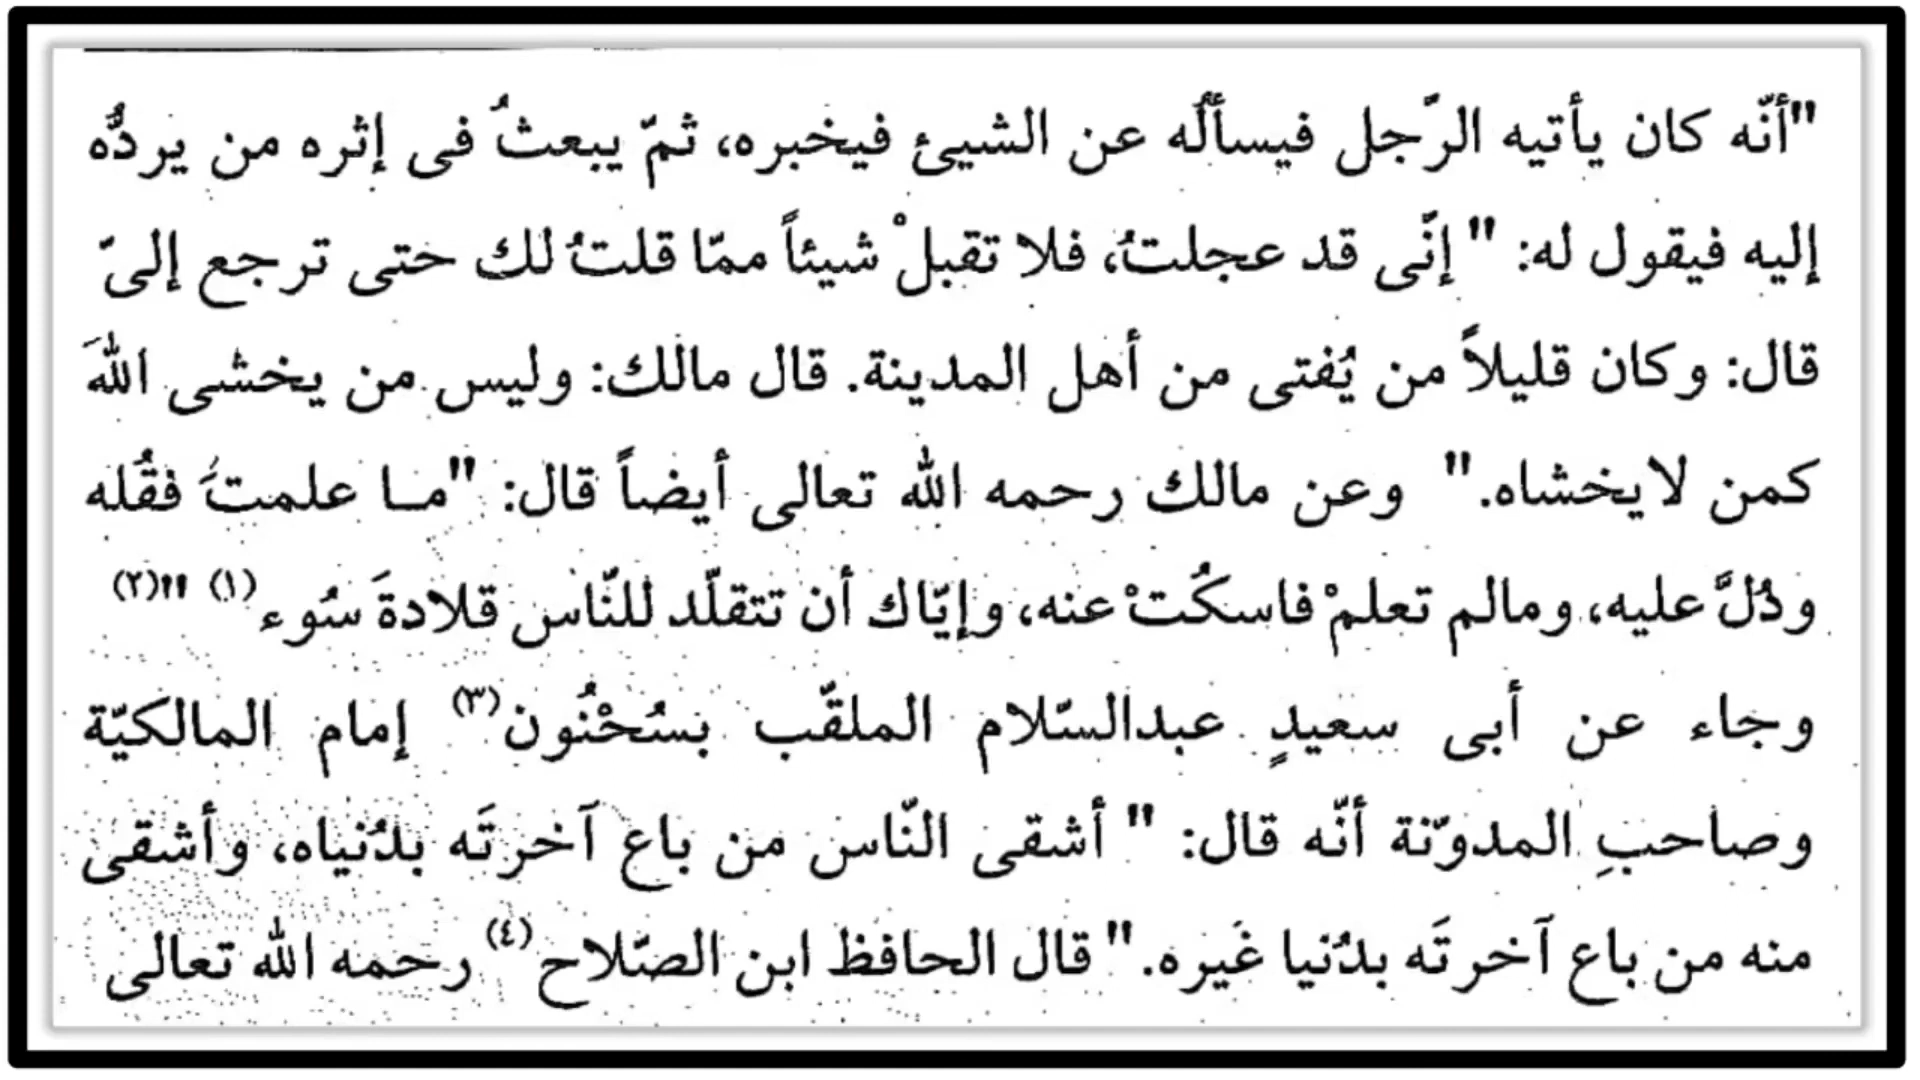 "أنّه كان يأتيه الرَّجل فيسألُه عن الشيئ فيخبره، ثمّ يبعثُ فى إثره من يردُّه
إليه فيقول له: " إنّى قد عجلتُ، فلا تقبلْ شيئاً ممّا قلتُ لك حتى ترجع إلىّ
قال: وكان قليلاً من يُفتى من أهل المدينة. قال مالك: وليس من يخشى اللهَ
كمن لايخشاه." وعن مالك رحمه الله تعالى أيضاً قال: "مـا علمتَ فقُله
ودُلَّ عليه، ومالم تعلمْ فاسكُتْ عنه، وإيّاك أن تتقلّد للنّاس قلادةَ سُوء(١) "(٢)
وجاء عن أبى سعيدٍ عبدالسّلام الملقّب بسُحْنُون(٣) إمام المالكيّة
وصاحبِ المدوّنة أنّه قال: " أشقى النّاس من باع آخرتَه بدُنياه، وأشقى
منه من باع آخرتَه بدُنيا غَيره." قال الحافظ ابن الصّلاح(٤) رحمه الله تعالى